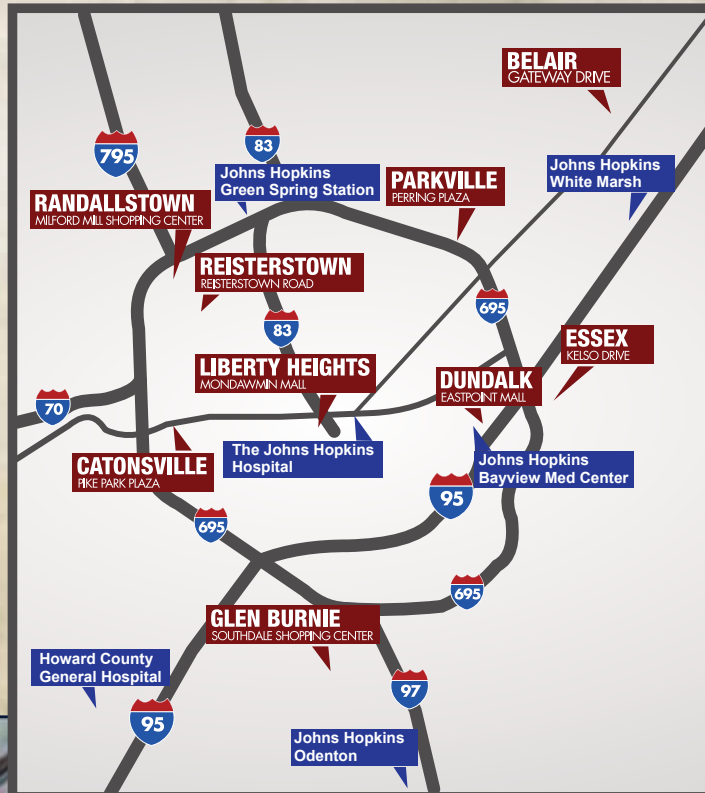 BELAIR
GATEWAY DRIVE
795
83
Johns Hopkins
Green Spring Station
PARKVILLE
PERRING PLAZA
Johns Hopkins
White Marsh
RANDALLSTOWN
MILFORD MILL SHOPPING CENTER
REISTERSTOWN
REISTERSTOWN ROAD
695
83
ESSEX
KELSO DRIVE
LIBERTY HEIGHTS
MONDAWMIN MALL
DUNDALK
EASTPOINT MALL
70
The Johns Hopkins
Hospital
CATONSVILLE
PIKE PARK PLAZA
Johns Hopkins
Bayview Med Center
95
695
695
GLEN BURNIE
SOUTHDALE SHOPPING CENTER
Howard County
General Hospital
97
95
Johns Hopkins
Odenton